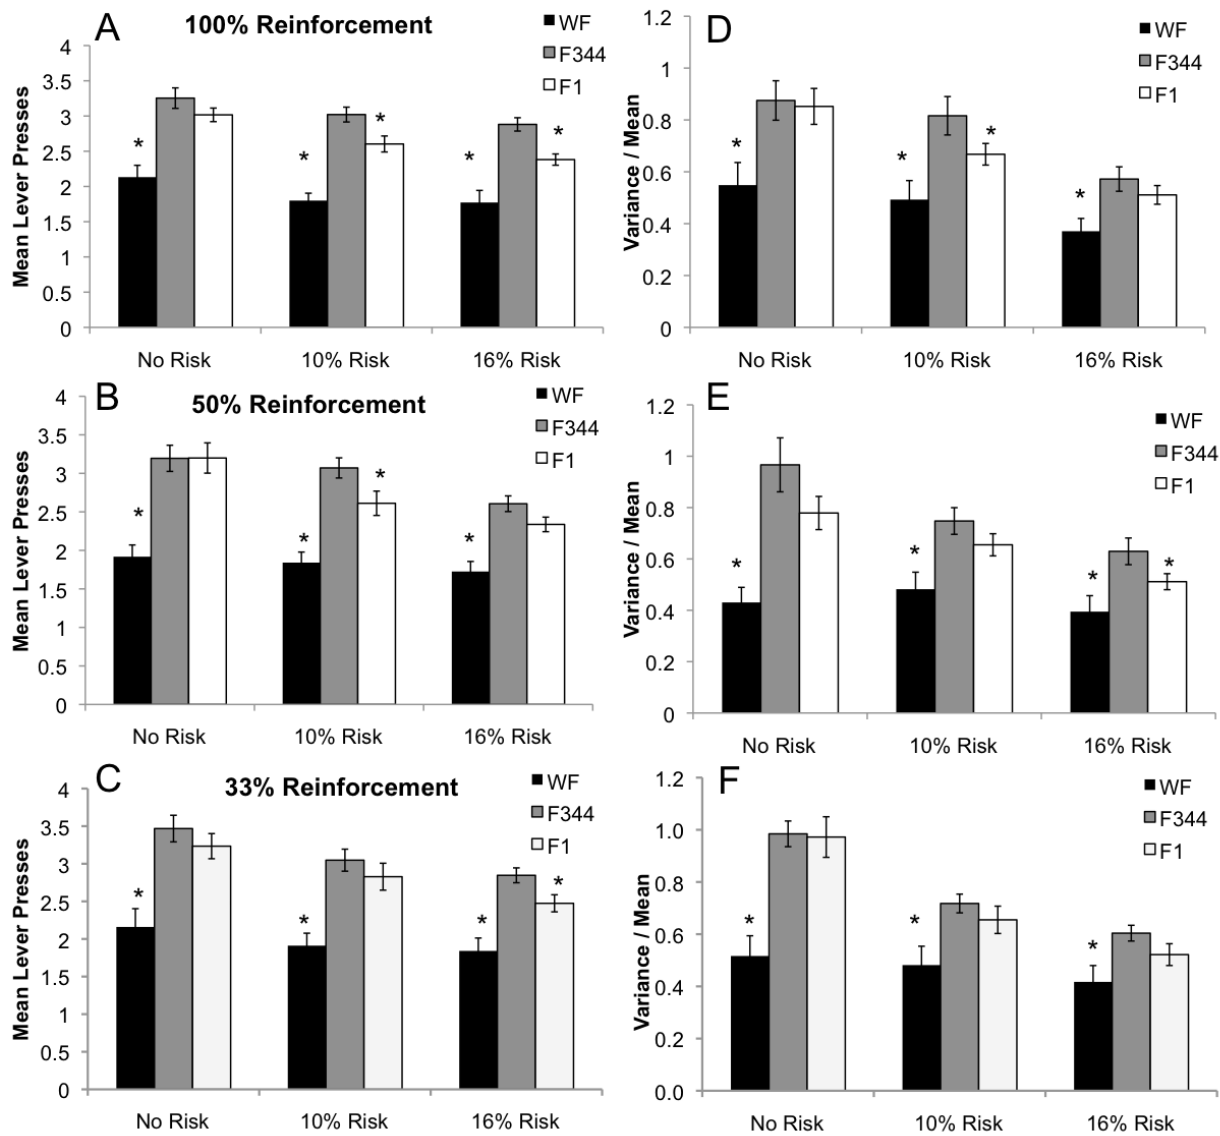 A
100% Reinforcement
WF
F344
F1
Mean Lever Presses
4
3.5
3
2.5
2
1.5
1
0.5
0
*
*
*
*
*
No Risk
10% Risk
16% Risk
D
WF
F344
F1
Variance / Mean
1.2
1
0.8
0.6
0.4
0.2
0
*
*
*
*
No Risk
10% Risk
16% Risk
B
50% Reinforcement
WF
F344
F1
Mean Lever Presses
4
3.5
3
2.5
2
1.5
1
0.5
0
*
*
*
*
No Risk
10% Risk
16% Risk
E
WF
F344
F1
Variance / Mean
1.2
1
0.8
0.6
0.4
0.2
0
*
*
*
*
No Risk
10% Risk
16% Risk
C
33% Reinforcement
WF
F344
F1
Mean Lever Presses
4
3.5
3
2.5
2
1.5
1
0.5
0
*
*
*
*
No Risk
10% Risk
16% Risk
F
WF
F344
F1
Variance / Mean
1.2
1.0
0.8
0.6
0.4
0.2
0.0
*
*
*
No Risk
10% Risk
16% Risk